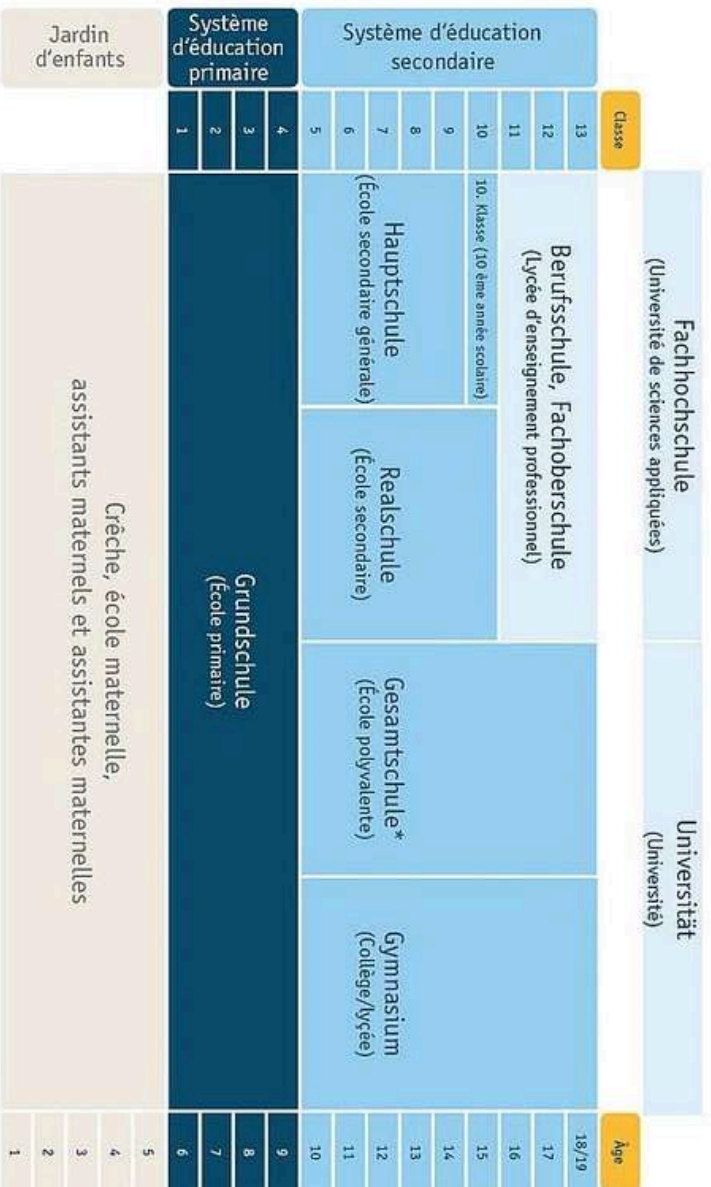 Fachhochschule
(Université de sciences appliquées)
Universität
(Université)
Classe
Âge
Système d'éducation
secondaire
13
12
11
10
9
8
7
6
5
Berufsschule, Fachoberschule
(Lycée d'enseignement professionnel)
10. Klasse (10 ème année scolaire)
Hauptschule
(École secondaire générale)
Realschule
(École secondaire)
Gesamtschule*
(École polyvalente)
Gymnasium
(Collège/lycée)
18/19
17
16
15
14
13
12
11
10
Système
d'éducation
primaire
4
3
2
1
Grundschule
(École primaire)
9
8
7
6
Jardin
d'enfants
Crêche, école maternelle,
assistants maternels et assistantes maternelles
5
4
3
2
1